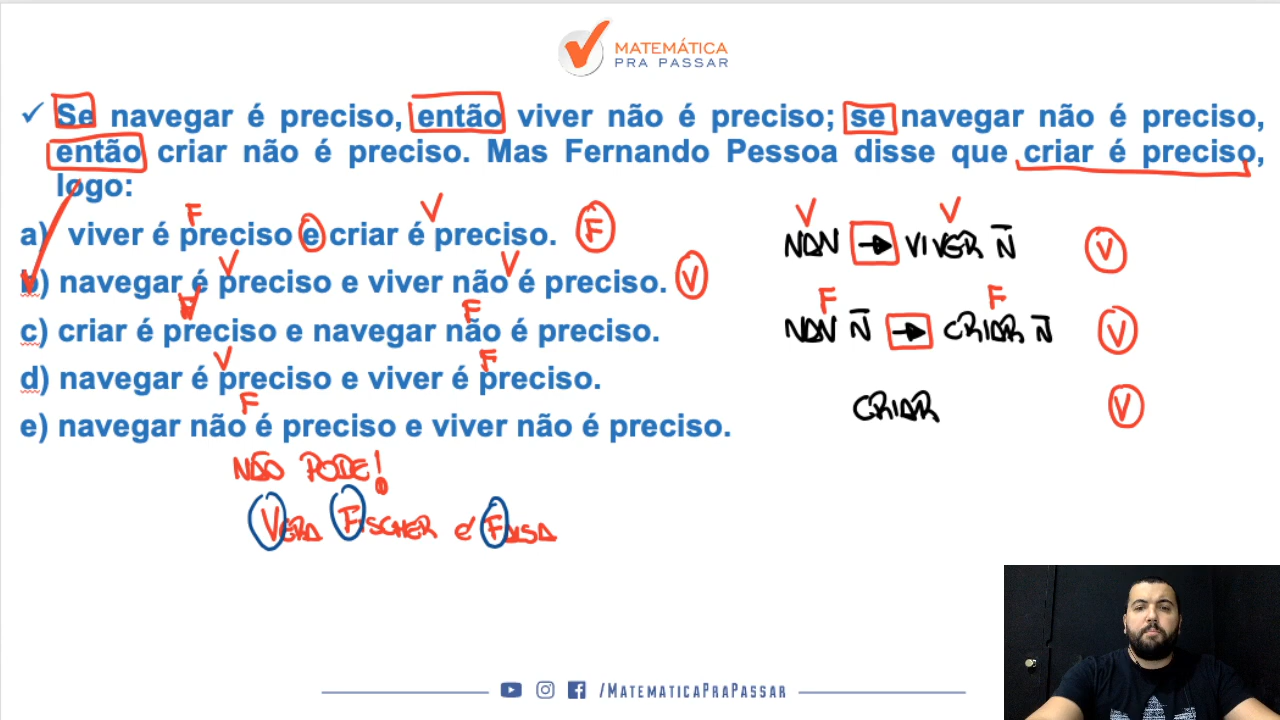 MATEMÁTICA
PRA PASSAR
✓ Se navegar é preciso, então viver não é preciso; se navegar não é preciso,
então criar não é preciso. Mas Fernando Pessoa disse que criar é preciso,
logo:
F V
a) viver é preciso e criar é preciso. F
V V
b) navegar é preciso e viver não é preciso. V
V F
c) criar é preciso e navegar não é preciso.
V F
d) navegar é preciso e viver é preciso.
F
e) navegar não é preciso e viver não é preciso.
NÃO PODE!
VERA FISCHER É FALSA
V V
NAV → VIVER N̄ V
F F
NAV N̄ → CRIAR N̄ V
CRIAR V
/MATEMATICAPRAPASSAR